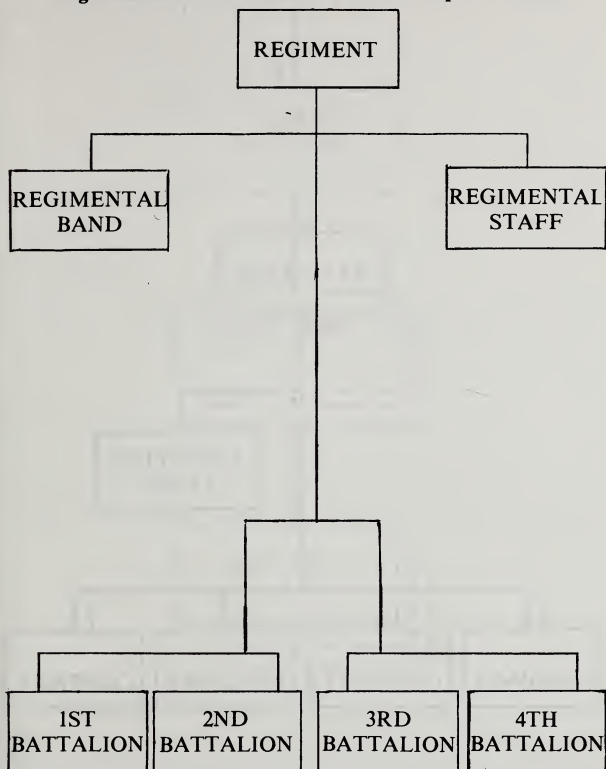 REGIMENT
REGIMENTAL
BAND
REGIMENTAL
STAFF
1ST
BATTALION
2ND
BATTALION
3RD
BATTALION
4TH
BATTALION